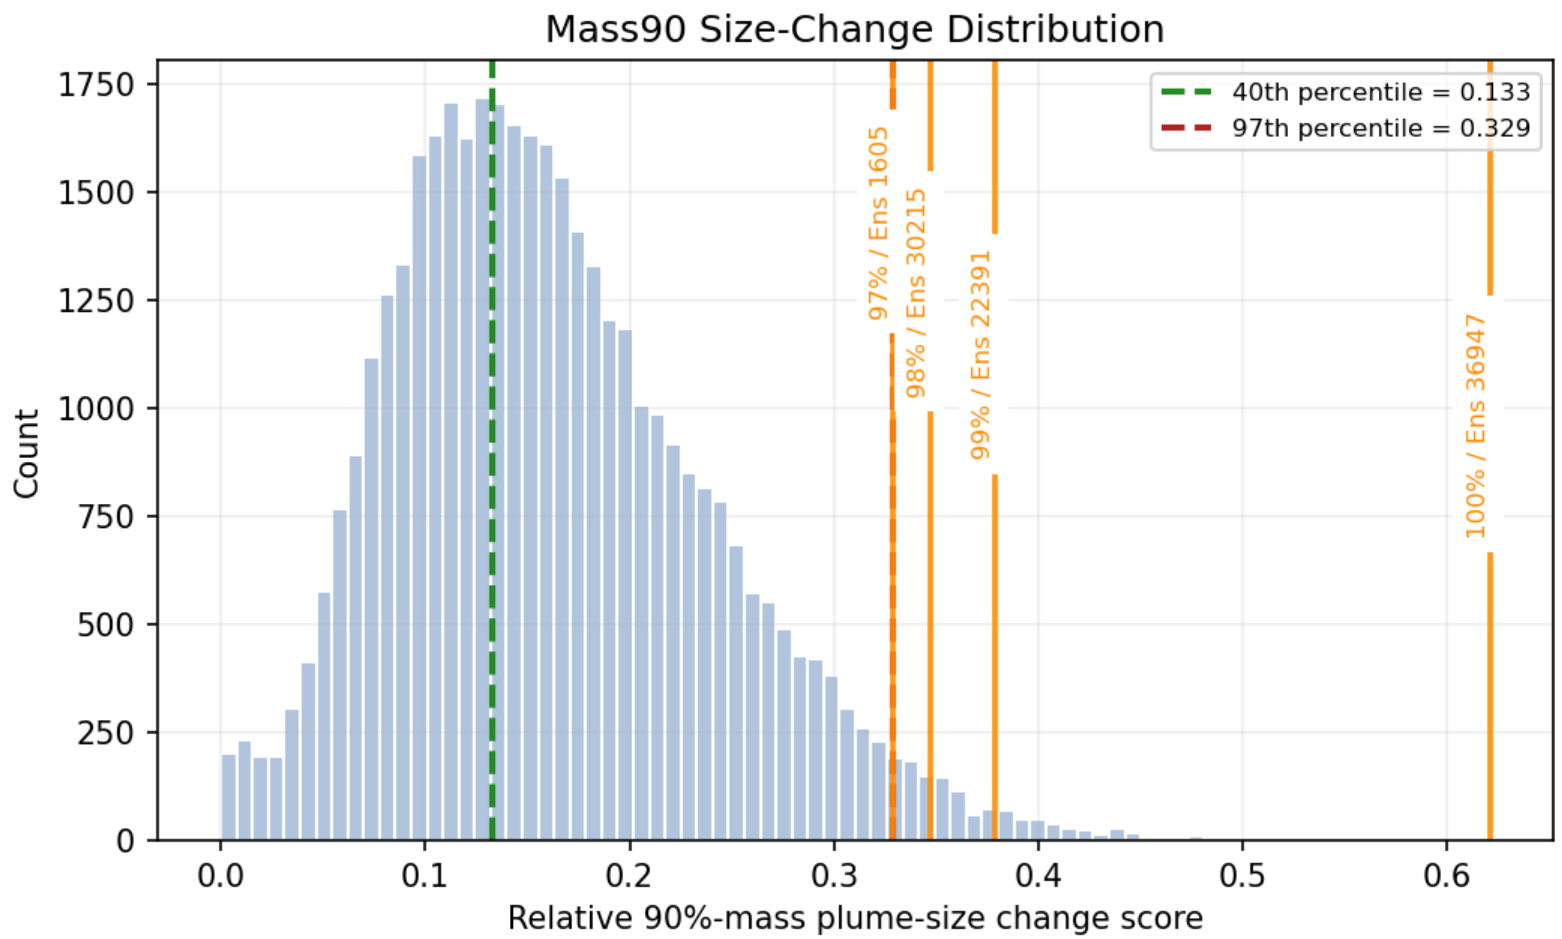 Mass90 Size-Change Distribution
40th percentile = 0.133
97th percentile = 0.329
97% / Ens 1605
98% / Ens 30215
99% / Ens 22391
100% / Ens 36947
Count
1750
1500
1250
1000
750
500
250
0
0.0 0.1 0.2 0.3 0.4 0.5 0.6
Relative 90%-mass plume-size change score